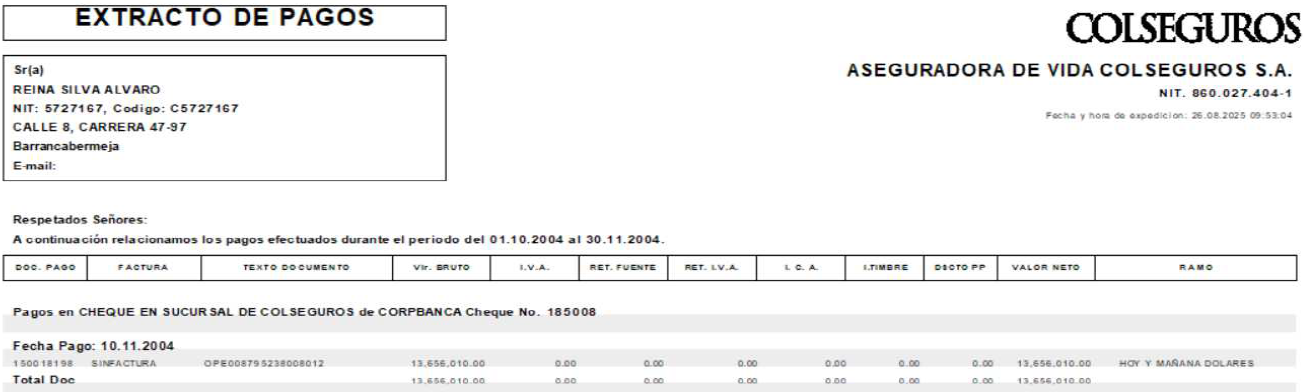 EXTRACTO DE PAGOS
COLSEGUROS
Sr(a)
REINA SILVA ALVARO
NIT: 5727167, Codigo: C5727167
CALLE 8, CARRERA 47-97
Barrancabermeja
E-mail:
ASEGURADORA DE VIDA COLSEGUROS S.A.
NIT. 860.027.404-1
Fecha y hora de expedicion: 26.08.2025 09:53:04
Respetados Señores:
A continuación relacionamos los pagos efectuados durante el periodo del 01.10.2004 al 30.11.2004.
DOC. PAGO FACTURA TEXTO DOCUMENTO Vlr. BRUTO I.V.A. RET. FUENTE RET. I.V.A. I. C. A. I.TIMBRE DSCTO PP VALOR NETO RAMO
Pagos en CHEQUE EN SUCURSAL DE COLSEGUROS de CORPBANCA Cheque No. 185008
Fecha Pago: 10.11.2004
150018198 SINFACTURA OPE008795238008012 13,656,010.00 0.00 0.00 0.00 0.00 0.00 0.00 13,656,010.00 HOY Y MAÑANA DOLARES
Total Doc 13,656,010.00 0.00 0.00 0.00 0.00 0.00 0.00 13,656,010.00